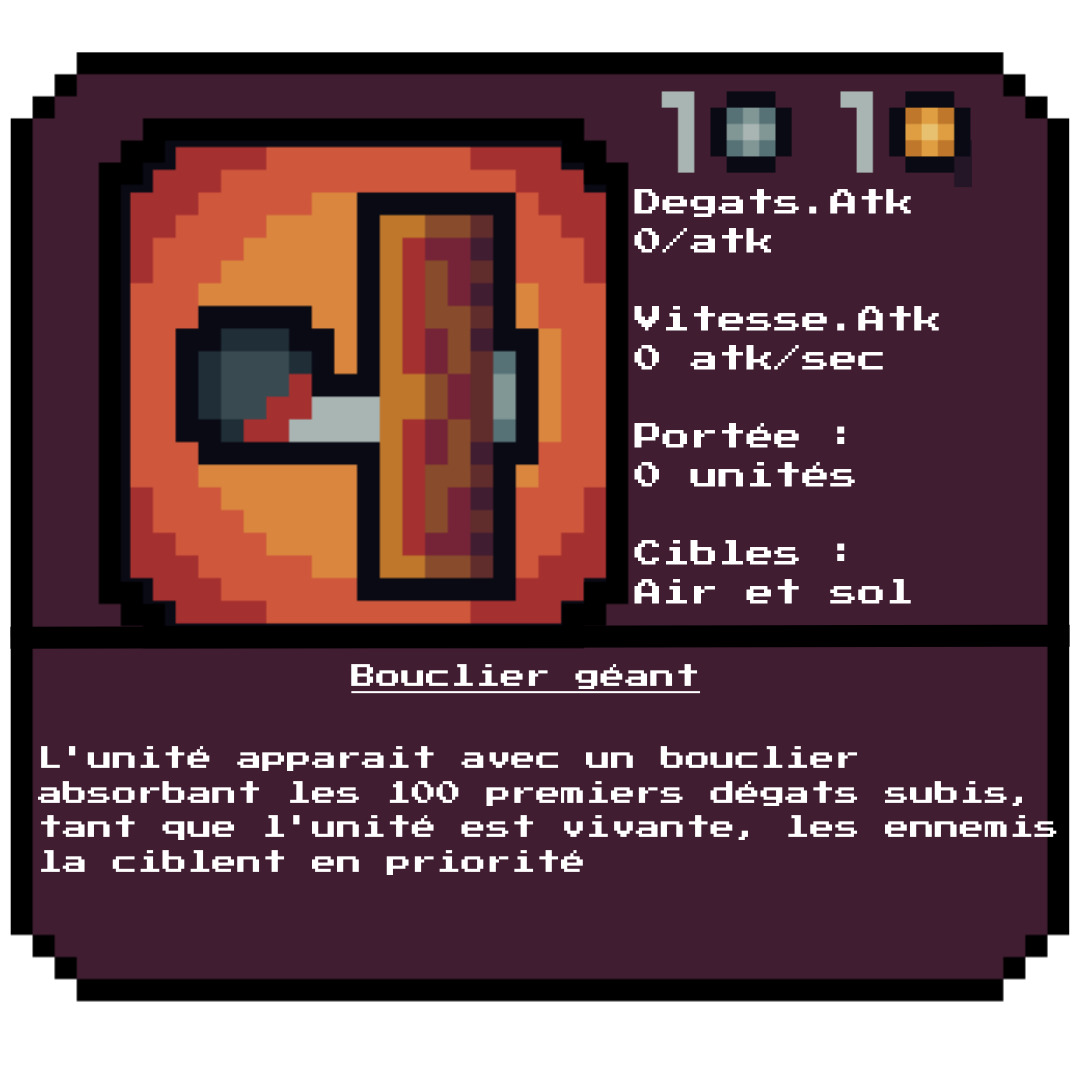 1 1
Degats.Atk
0/atk
Vitesse.Atk
0 atk/sec
Portée :
0 unités
Cibles :
Air et sol
Bouclier géant
L'unité apparait avec un bouclier
absorbant les 100 premiers dégats subis,
tant que l'unité est vivante, les ennemis
la ciblent en priorité